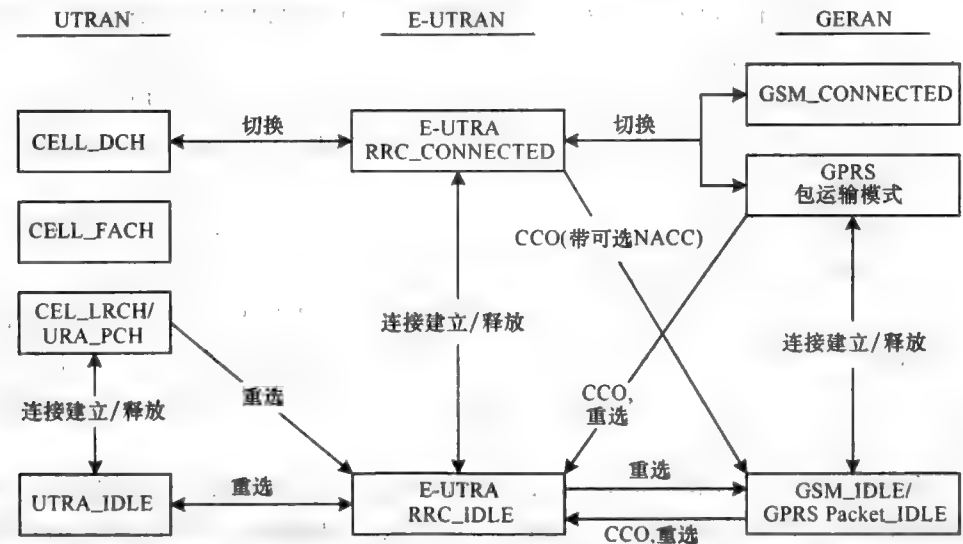 UTRAN
E-UTRAN
GERAN
CELL_DCH
切换
E-UTRA
RRC_CONNECTED
切换
GSM_CONNECTED
GPRS
包运输模式
CELL_FACH
CCO(带可选NACC)
CEL_LRCH/
URA_PCH
连接建立/释放
连接建立/释放
连接建立/释放
重选
CCO,
重选
UTRA_IDLE
重选
E-UTRA
RRC_IDLE
重选
CCO,重选
GSM_IDLE/
GPRS Packet_IDLE